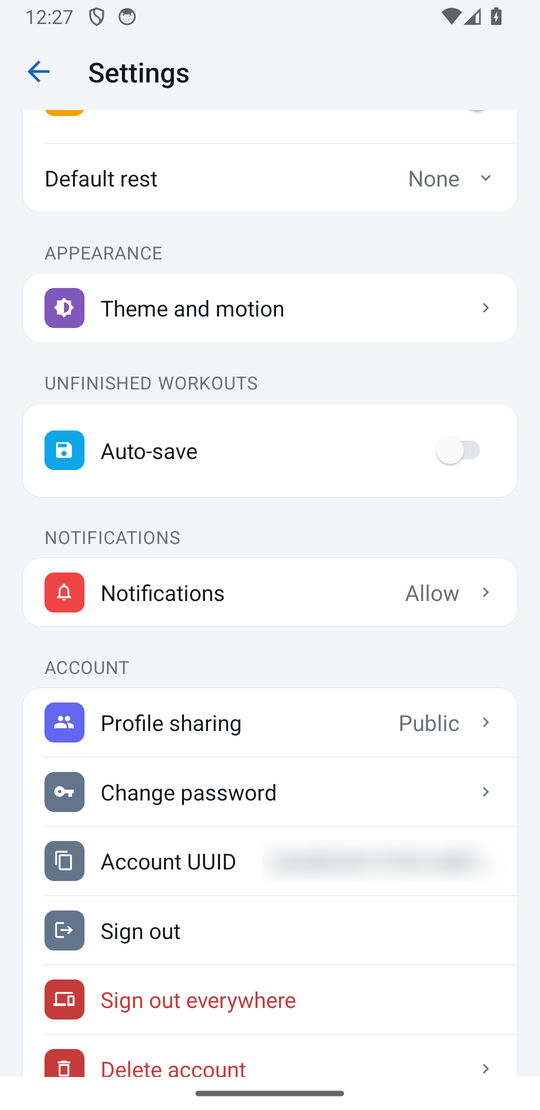 12:27
Settings
Default rest None
APPEARANCE
Theme and motion
UNFINISHED WORKOUTS
Auto-save
NOTIFICATIONS
Notifications Allow
ACCOUNT
Profile sharing Public
Change password
Account UUID
Sign out
Sign out everywhere
Delete account